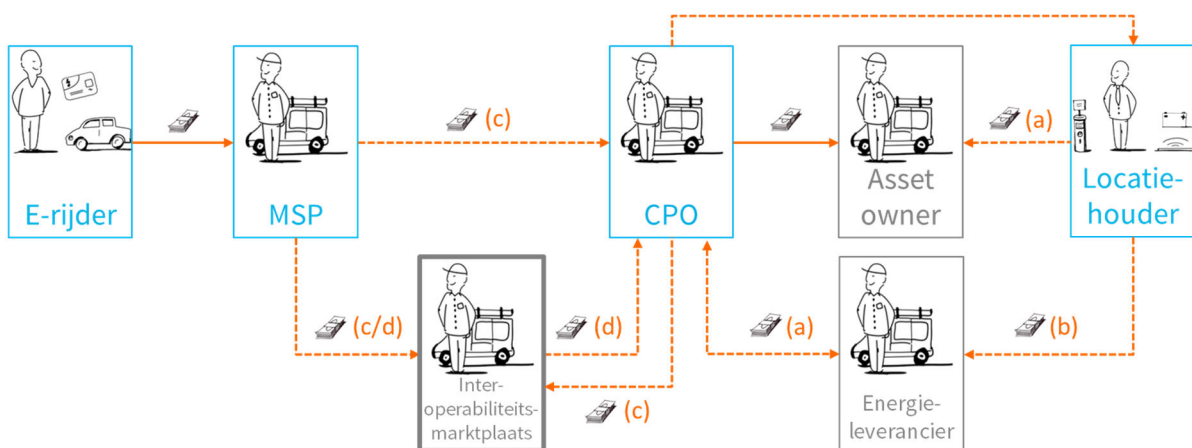 (c)
(a)
E-rijder
MSP
CPO
Asset
owner
Locatie-
houder
(c/d)
(d)
(a)
(b)
Inter-
operabiliteits-
marktplaats
(c)
Energie-
leverancier